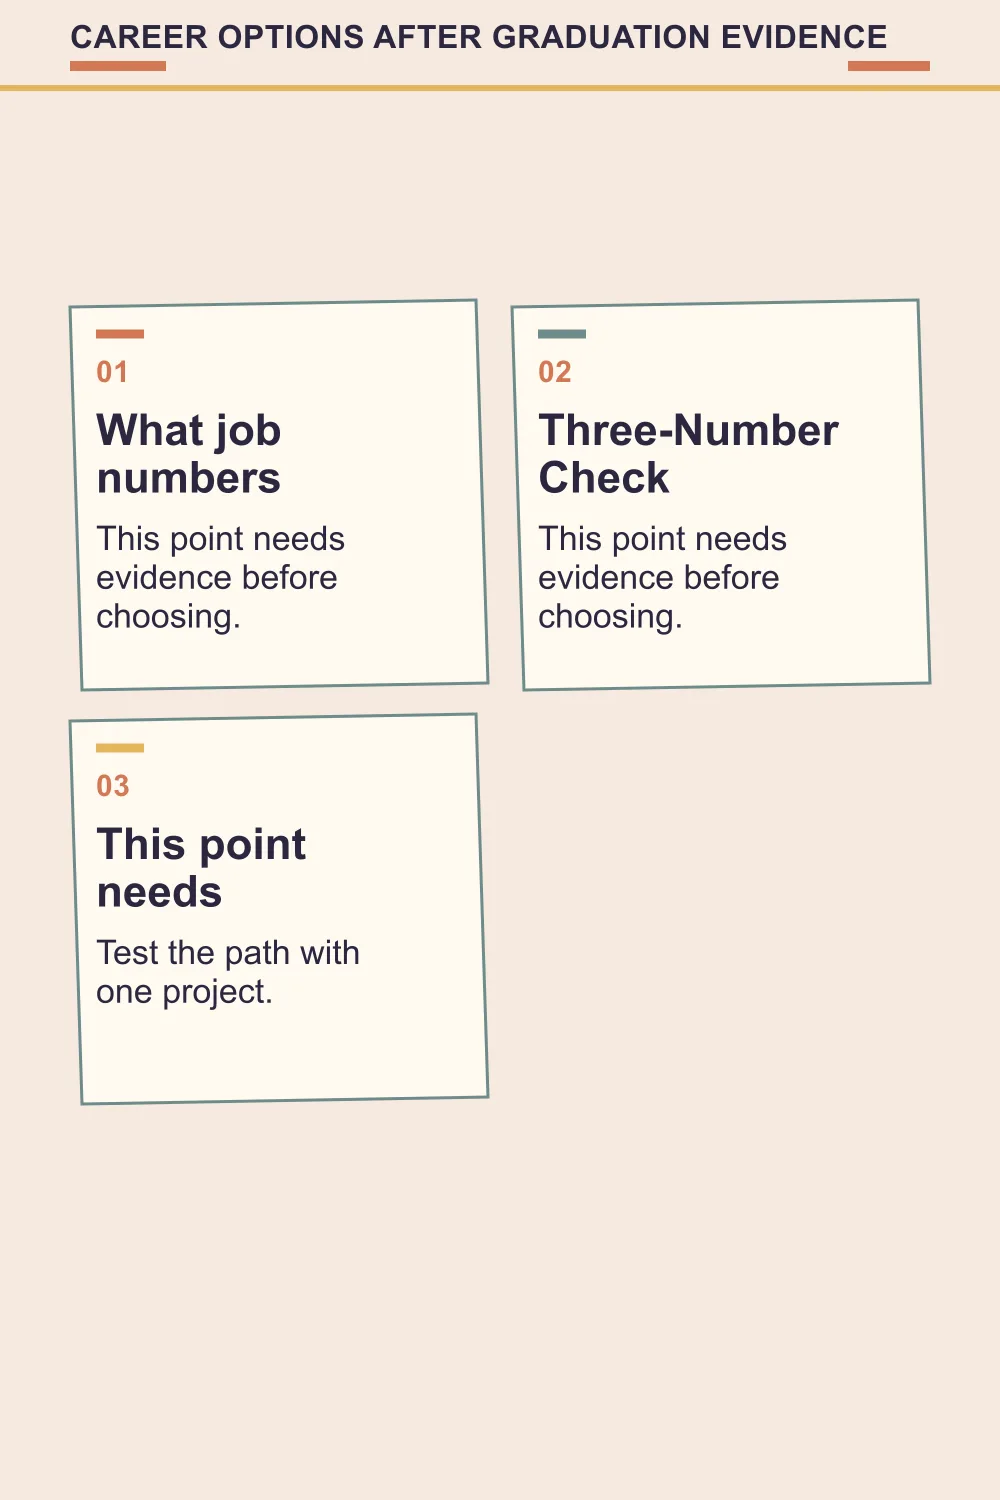 CAREER OPTIONS AFTER GRADUATION EVIDENCE
01
What job
numbers
This point needs
evidence before
choosing.
02
Three-Number
Check
This point needs
evidence before
choosing.
03
This point
needs
Test the path with
one project.